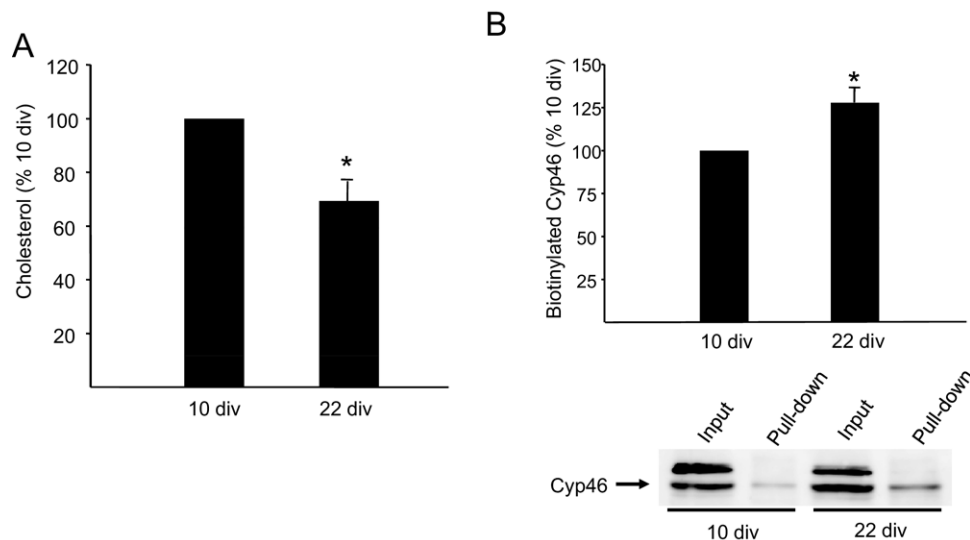 A
Cholesterol (% 10 div)
120
100
80
60
40
20
*
10 div
22 div
B
Biotinylated Cyp46 (% 10 div)
150
125
100
75
50
25
*
10 div
22 div
Input
Pull-down
Input
Pull-down
Cyp46
10 div
22 div